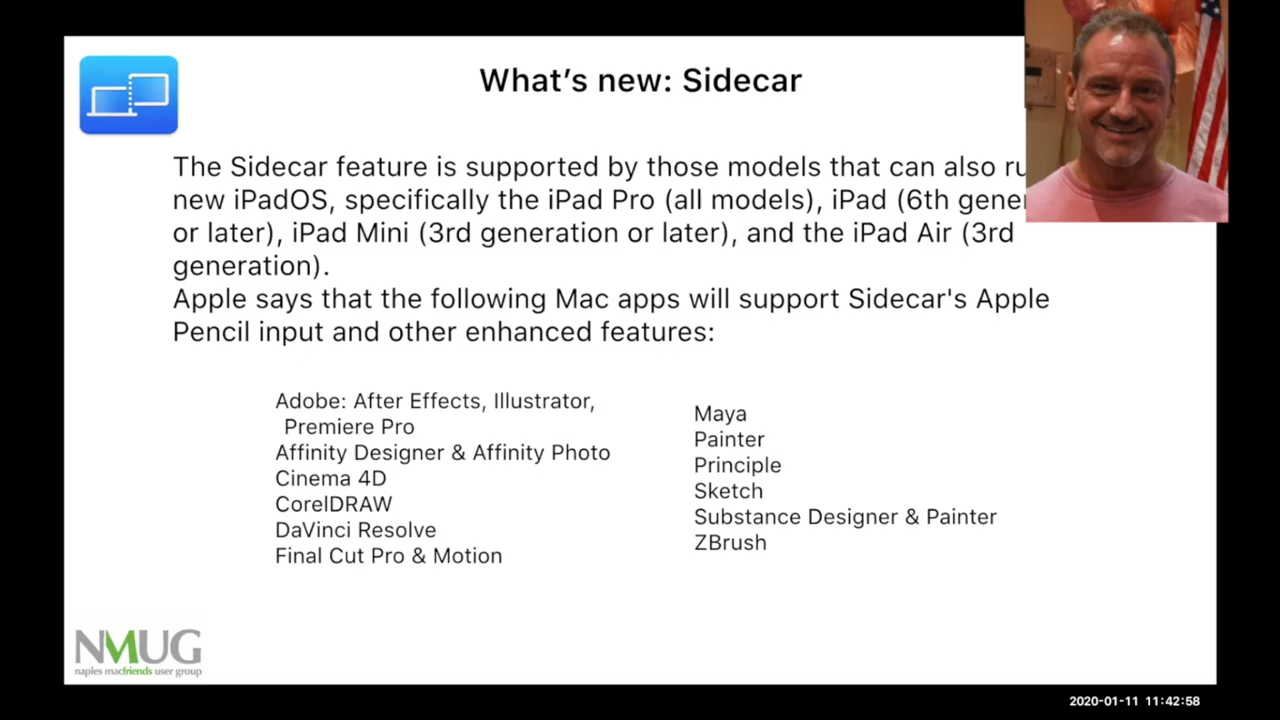 What's new: Sidecar
The Sidecar feature is supported by those models that can also
new iPadOS, specifically the iPad Pro (all models), iPad (6th
or later), iPad Mini (3rd generation or later), and the iPad Air (3rd
generation).
Apple says that the following Mac apps will support Sidecar's Apple
Pencil input and other enhanced features:
Adobe: After Effects, Illustrator,
Premiere Pro
Affinity Designer & Affinity Photo
Cinema 4D
CorelDRAW
DaVinci Resolve
Final Cut Pro & Motion
Maya
Painter
Principle
Sketch
Substance Designer & Painter
ZBrush
NMUG
naples macfriends user group
2020-01-11 11:42:58